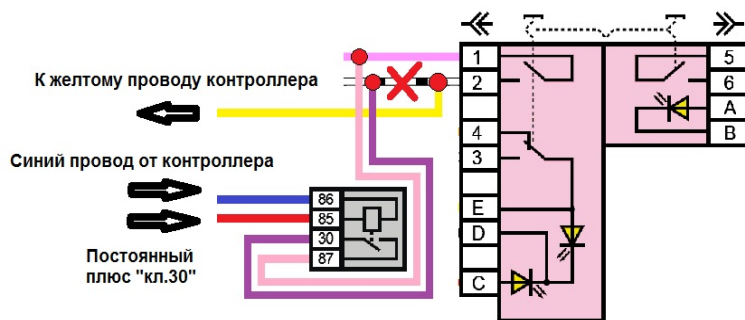 К желтому проводу контроллера
Синий провод от контроллера
Постоянный
плюс "кл.30"
86
85
30
87
1
2
4
3
E
D
C
5
6
A
B